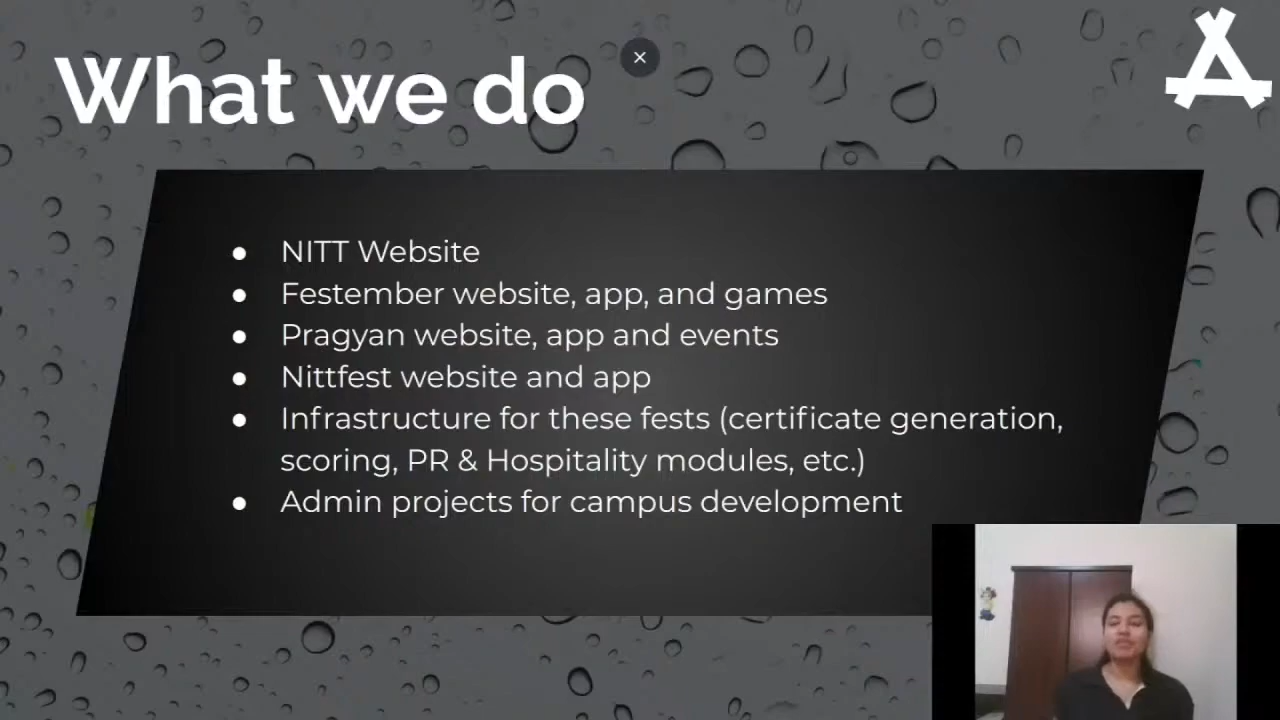 What we do
● NITT Website
● Festember website, app, and games
● Pragyan website, app and events
● Nittfest website and app
● Infrastructure for these fests (certificate generation,
scoring, PR & Hospitality modules, etc.)
● Admin projects for campus development